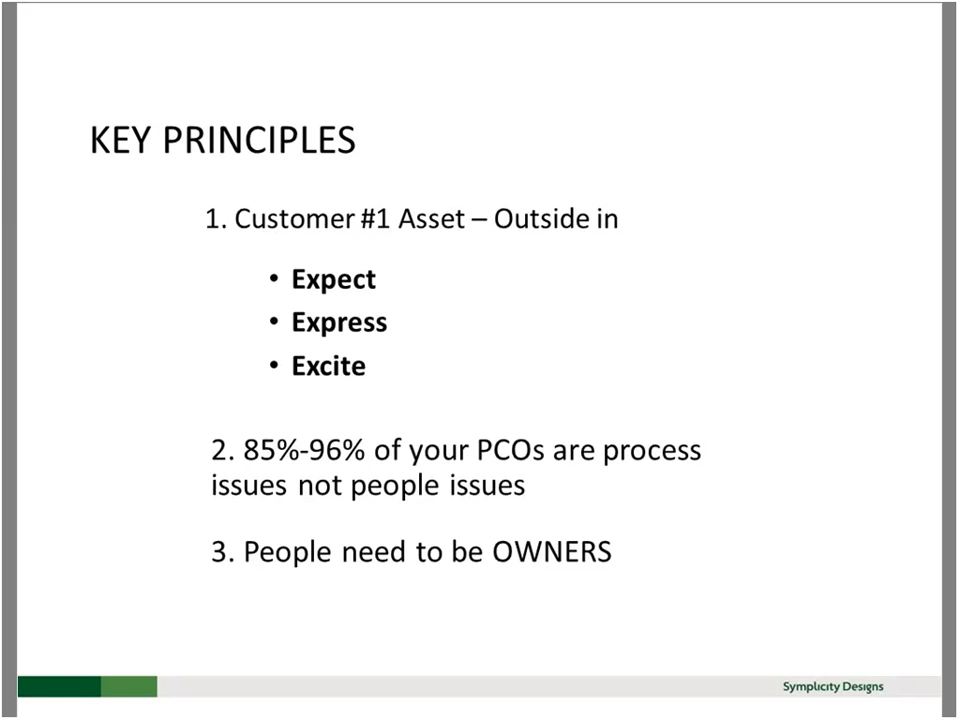 KEY PRINCIPLES
1. Customer #1 Asset – Outside in
• Expect
• Express
• Excite
2. 85%-96% of your PCOs are process
issues not people issues
3. People need to be OWNERS
Symplicity Designs